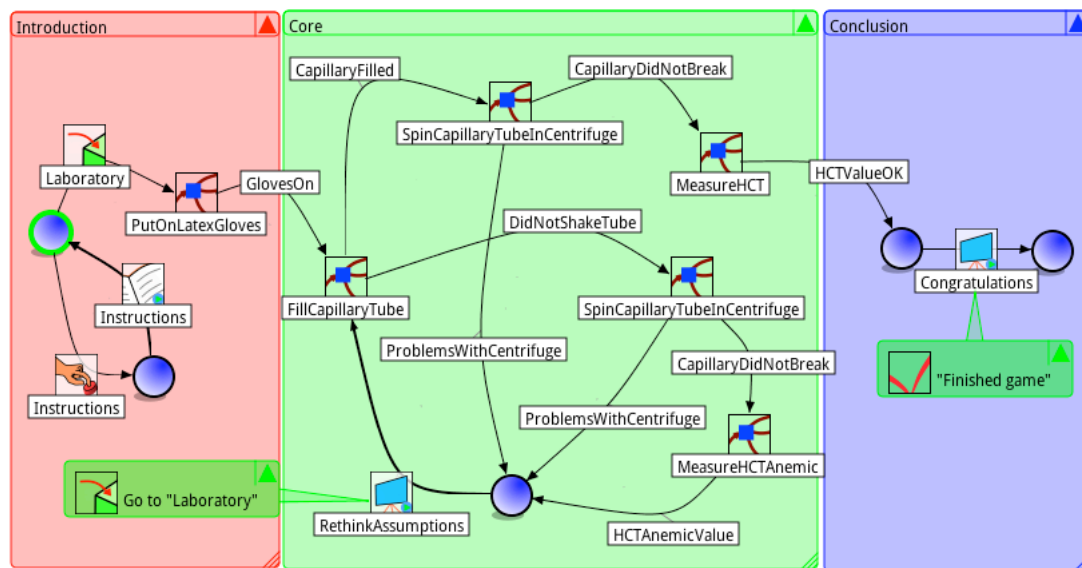 Introduction
Core
Conclusion
CapillaryFilled
CapillaryDidNotBreak
SpinCapillaryTubeInCentrifuge
Laboratory
GlovesOn
MeasureHCT
HCTValueOK
PutOnLatexGloves
DidNotShakeTube
Congratulations
FillCapillaryTube
SpinCapillaryTubeInCentrifuge
Instructions
ProblemsWithCentrifuge
CapillaryDidNotBreak
"Finished game"
Instructions
ProblemsWithCentrifuge
MeasureHCTAnemic
Go to "Laboratory"
RethinkAssumptions
HCTAnemicValue